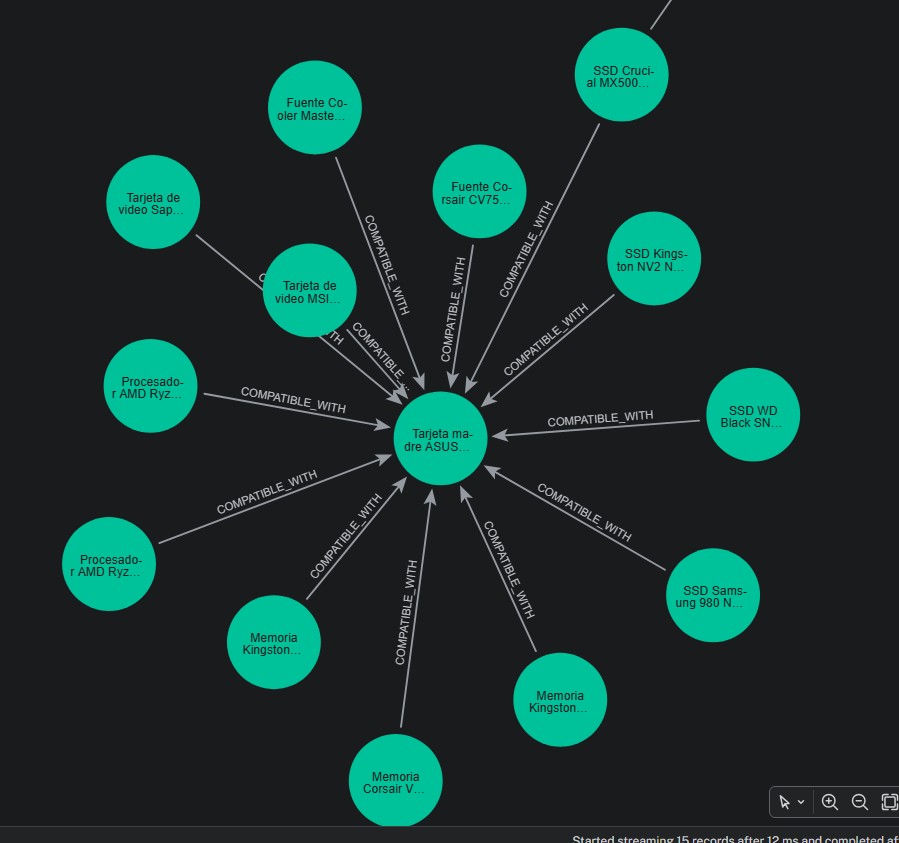 SSD Cruci-
al MX500...
Fuente Co-
oler Maste...
Fuente Co-
rsair CV75...
Tarjeta de
video Sap...
COMPATIBLE_WITH
COMPATIBLE_WITH
COMPATIBLE_WITH
SSD Kings-
ton NV2 N...
Tarjeta de
video MSI...
COMPATIBLE_...
COMPATIBLE_WITH
Procesado-
r AMD Ryz...
COMPATIBLE_WITH
SSD WD
Black SN...
COMPATIBLE_WITH
Tarjeta ma-
dre ASUS...
COMPATIBLE_WITH
COMPATIBLE_WITH
Procesado-
r AMD Ryz...
COMPATIBLE_WITH
COMPATIBLE_WITH
COMPATIBLE_WITH
SSD Sams-
ung 980 N...
Memoria
Kingston...
Memoria
Kingston...
Memoria
Corsair V...
Started streaming 15 records after 12 ms and completed af